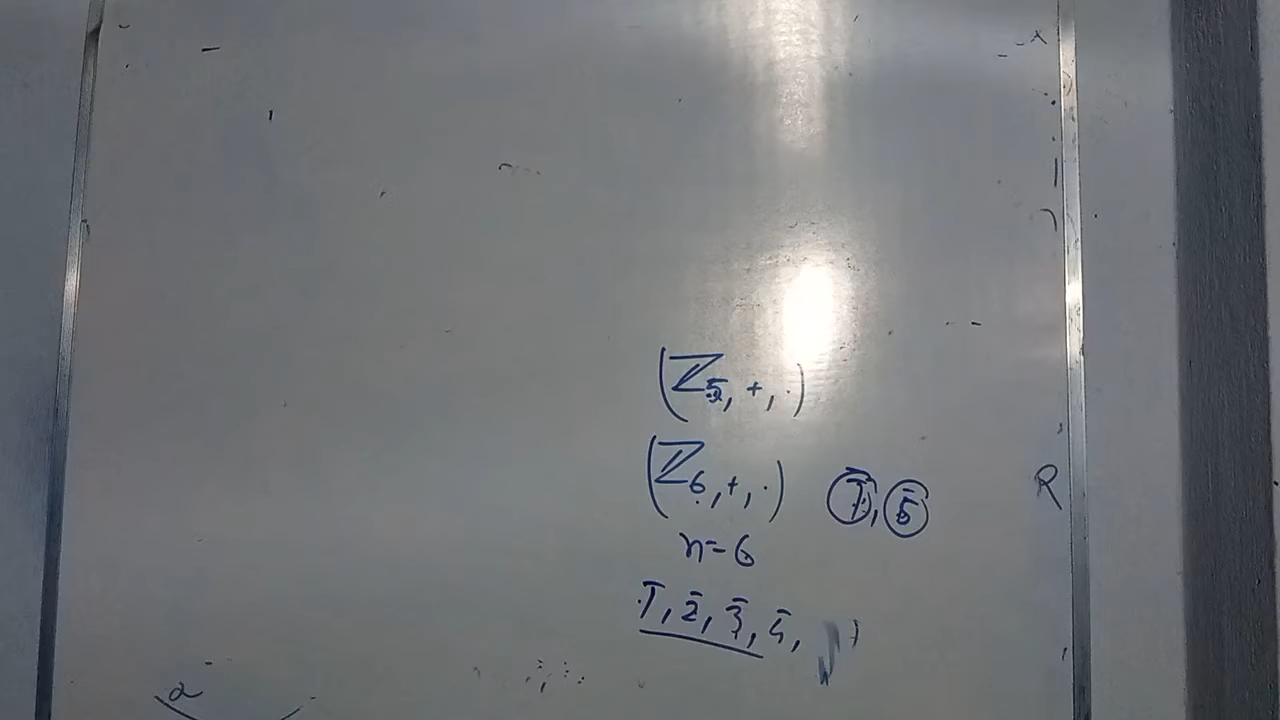 (ℤ5, +, ·)
(ℤ6, +, ·) 1̄, 5̄
R
n=6
1̄, 2̄, 3̄, 4̄,
a